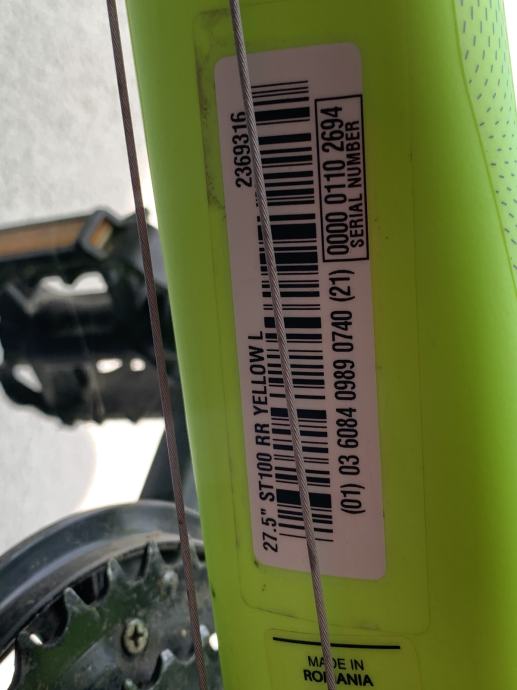 27.5" ST100 RR YELLOW L 2369316
(01) 03 6084 0989 0740 (21) 0000 0110 2694
SERIAL NUMBER
MADE IN
ROMANIA